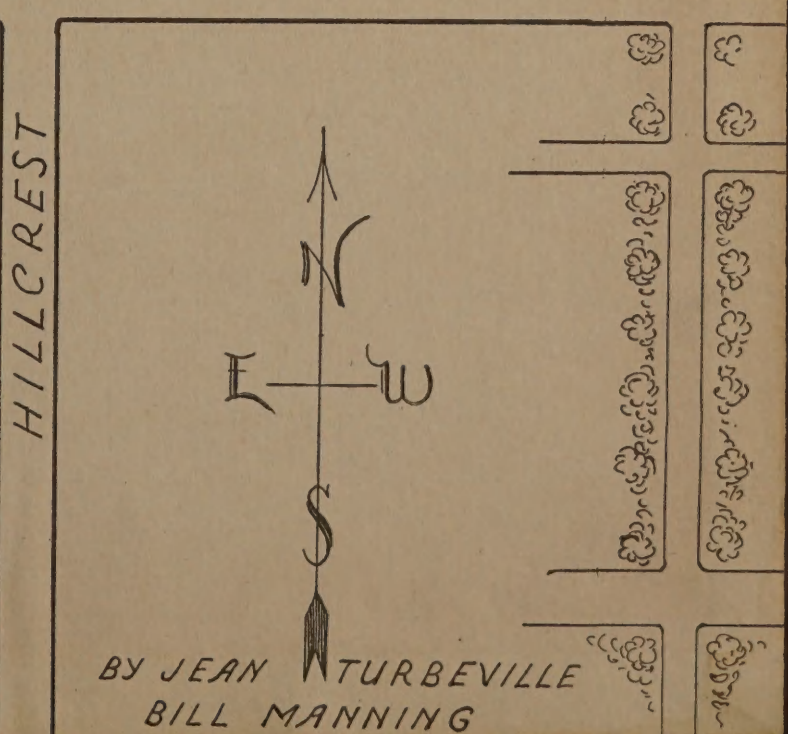 HILLCREST
N
E W
S
BY JEAN TURBEVILLE
BILL MANNING